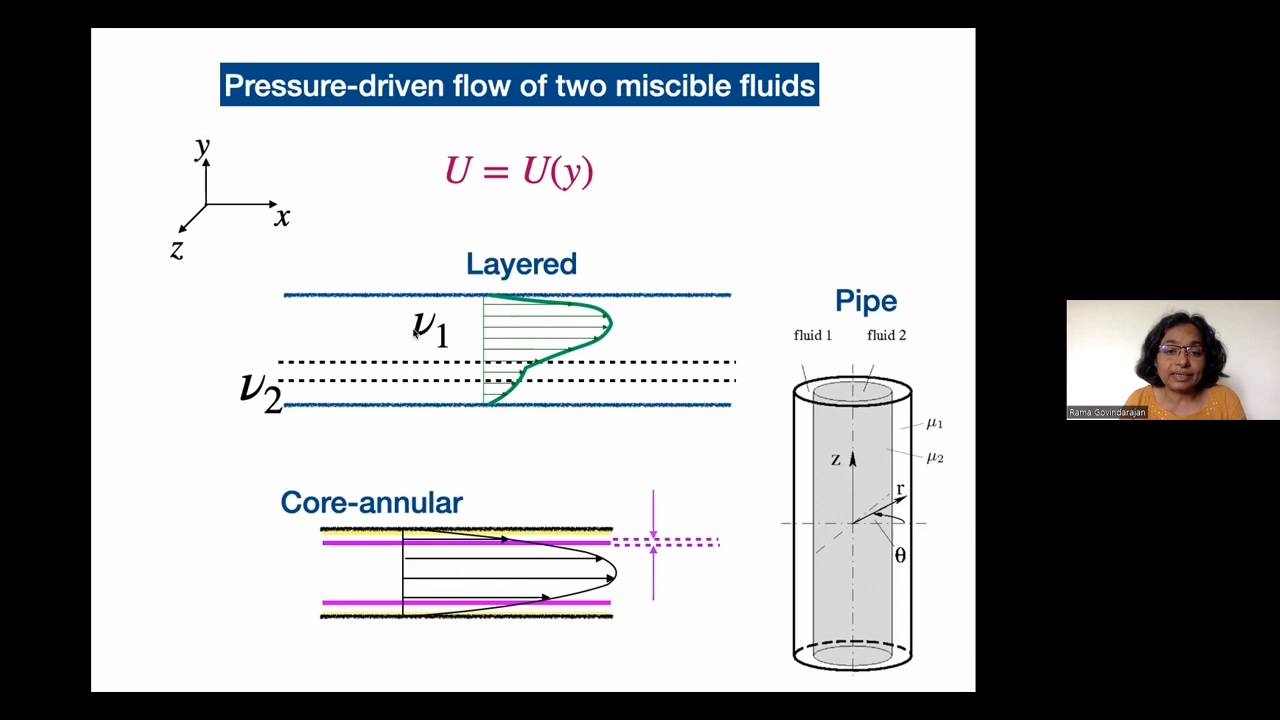 Pressure-driven flow of two miscible fluids
y
U = U(y)
x
z
Layered
Pipe
ν1
fluid 1 fluid 2
ν2
μ1
μ2
z
r
θ
Core-annular
Rama Govindarajan